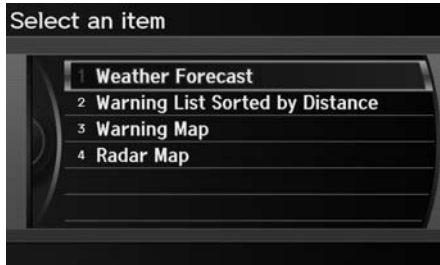 Select an item
1 Weather Forecast
2 Warning List Sorted by Distance
3 Warning Map
4 Radar Map